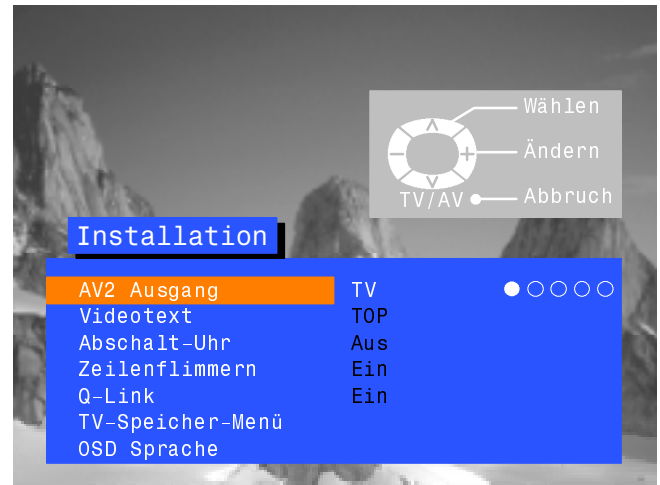 Wählen
Ändern
TV/AV Abbruch
Installation
AV2 Ausgang TV
Videotext TOP
Abschalt-Uhr Aus
Zeilenflimmern Ein
Q-Link Ein
TV-Speicher-Menü
OSD Sprache